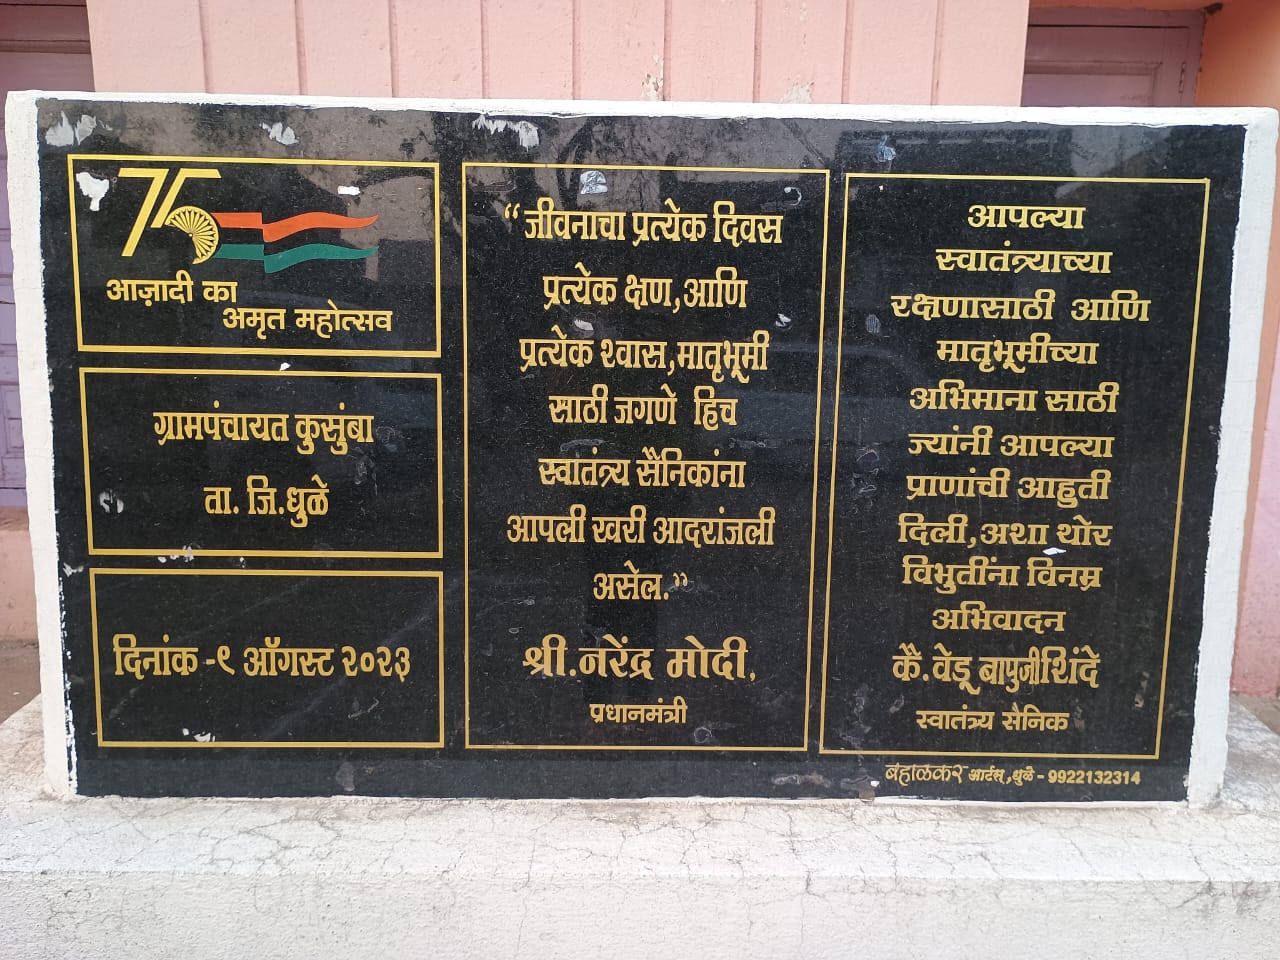 75
आज़ादी का
अमृत महोत्सव
ग्रामपंचायत कुसुंबा
ता. जि.धुळे
दिनांक -९ ऑगस्ट २०२३
“जीवनाचा प्रत्येक दिवस
प्रत्येक क्षण,आणि
प्रत्येक श्वास,मातृभूमी
साठी जगणे हिच
स्वातंत्र्य सैनिकांना
आपली खरी आदरांजली
असेल.”
श्री.नरेंद्र मोदी,
प्रधानमंत्री
आपल्या
स्वातंत्र्याच्या
रक्षणासाठी आणि
मातृभूमीच्या
अभिमाना साठी
ज्यांनी आपल्या
प्राणांची आहुती
दिली,अशा थोर
विभुतींना विनम्र
अभिवादन
कै.वेडू बापुजीशिंदे
स्वातंत्र्य सैनिक
बहाळकर आर्टस्,धुळे - 9922132314